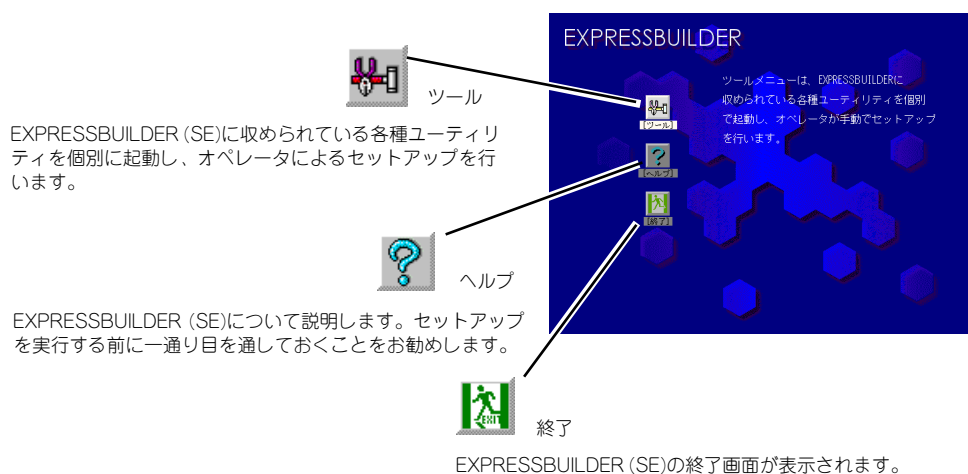 EXPRESSBUILDER
ツールメニューは、EXPRESSBUILDERに
収められている各種ユーティリティを個別
で起動し、オペレータが手動でセットアップ
を行います。
[ツール]
[ヘルプ]
[終了]
ツール
EXPRESSBUILDER (SE)に収められている各種ユーティリ
ティを個別に起動し、オペレータによるセットアップを行
います。
ヘルプ
EXPRESSBUILDER (SE)について説明します。セットアップ
を実行する前に一通り目を通しておくことをお勧めします。
EXIT
終了
EXPRESSBUILDER (SE)の終了画面が表示されます。